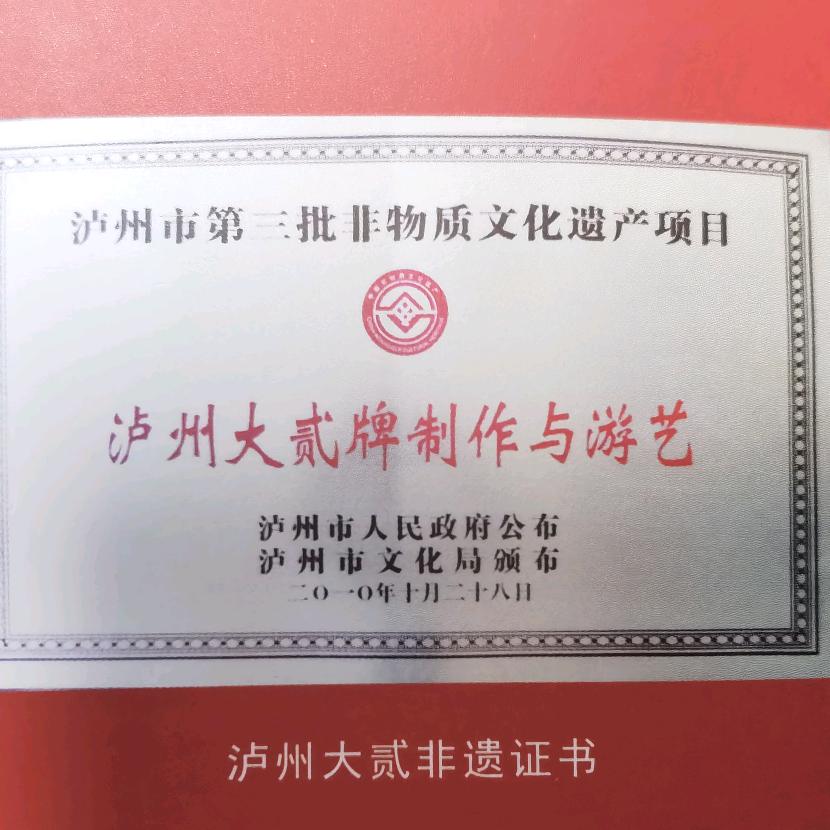 泸州市第三批非物质文化遗产项目
泸州大贰牌制作与游艺
泸州市人民政府公布
泸州市文化局颁布
二〇一〇年十月二十八日
泸州大贰非遗证书